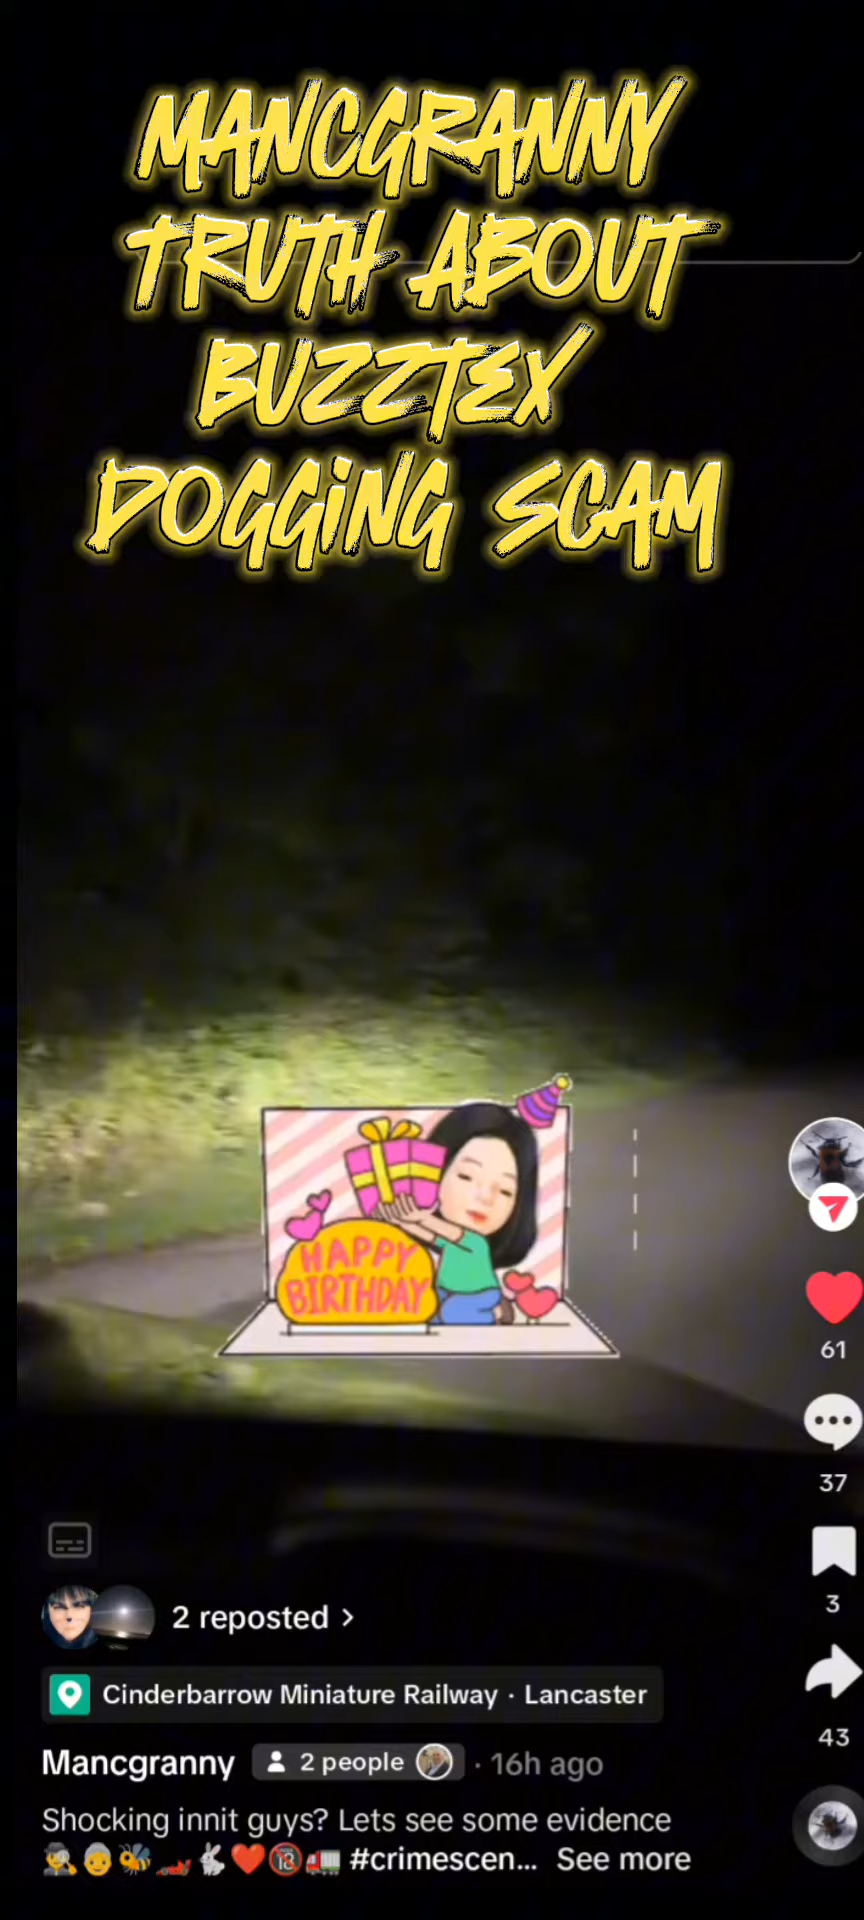 MANCGRANNY
TRUTH ABOUT
BUZZTEX
DOGGiNG SCAM
HAPPY
BIRTHDAY
61
37
2 reposted >
3
Cinderbarrow Miniature Railway · Lancaster
43
Mancgranny 2 people · 16h ago
Shocking innit guys? Lets see some evidence
🕵️👵🐝🏎️🐇❤️🔞🚛 #crimescen... See more